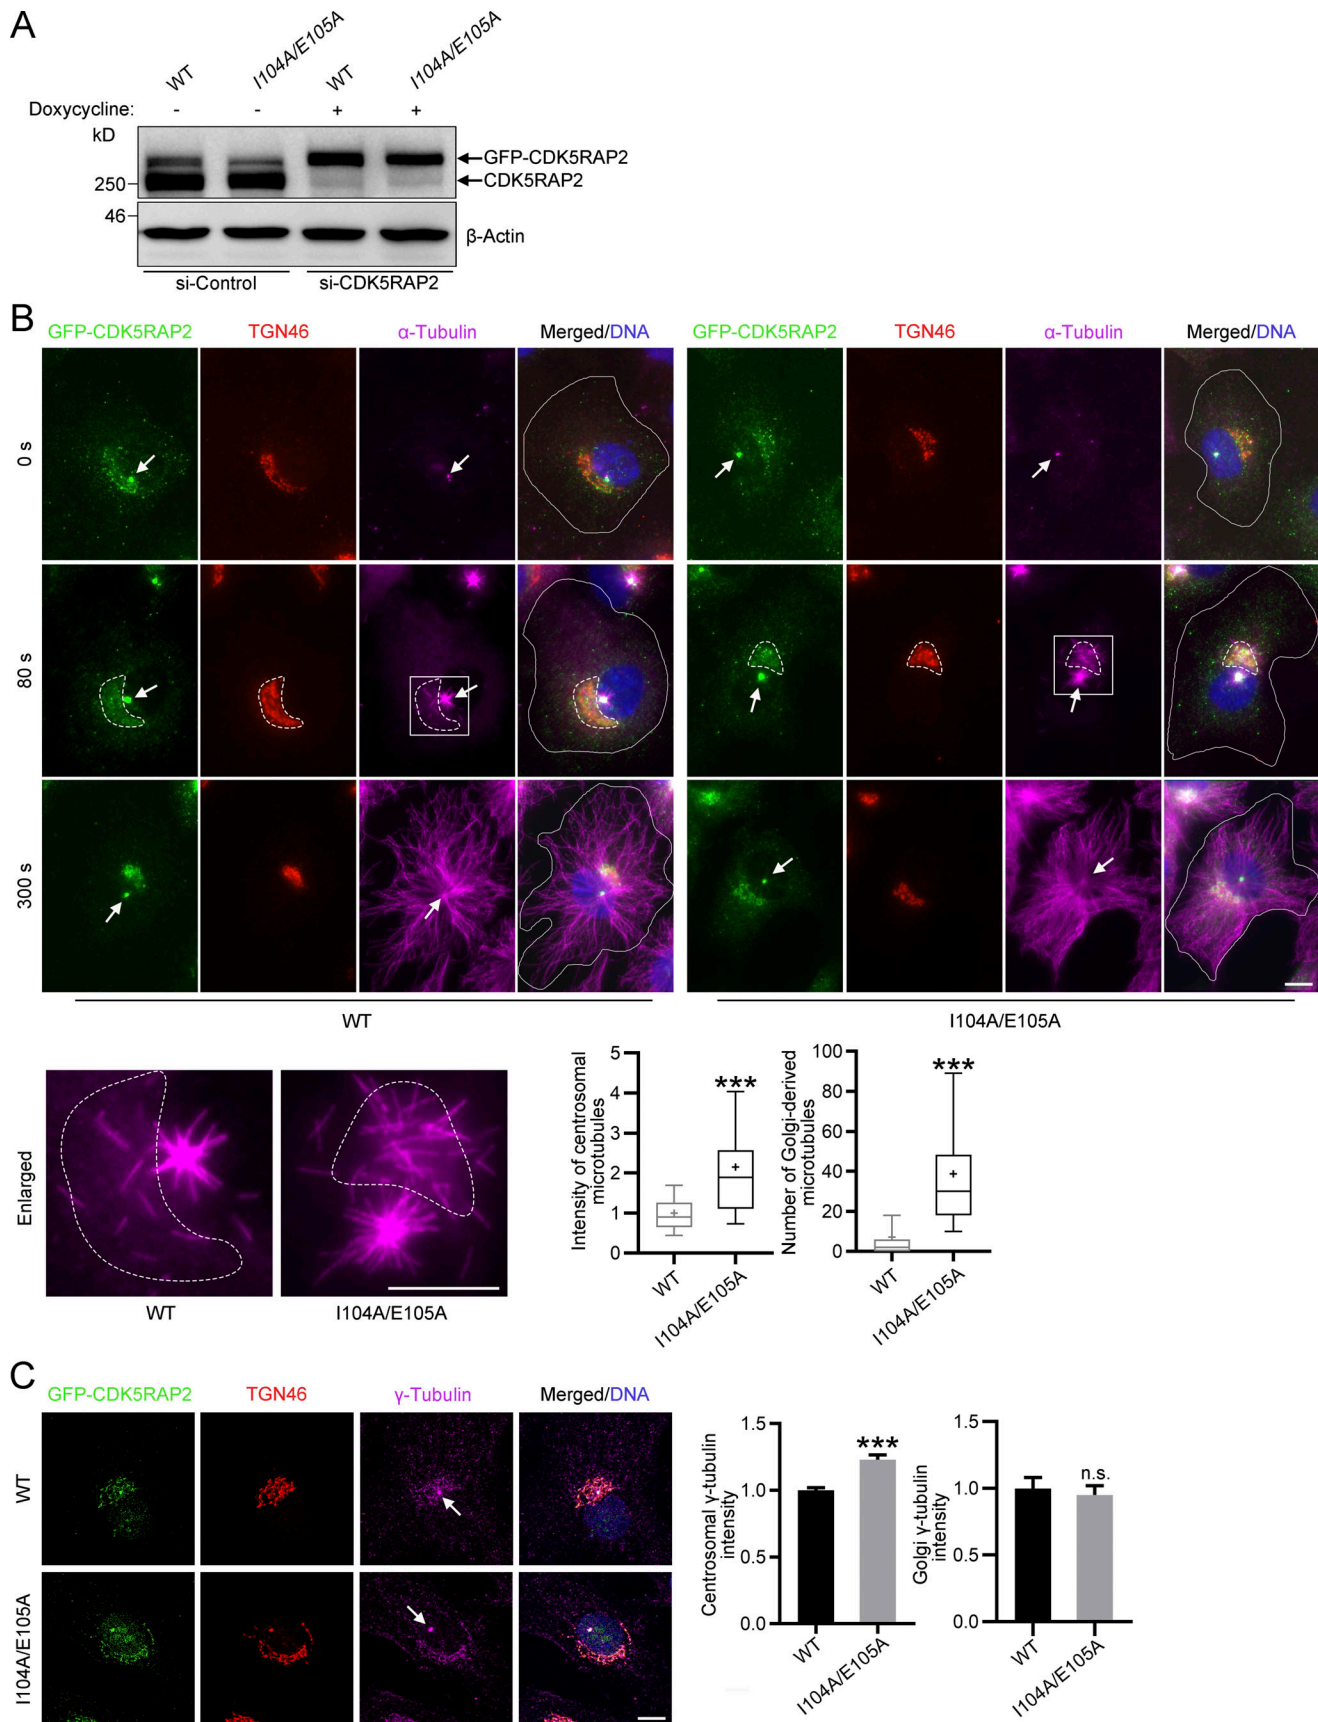 A
WT
I104A/E105A
WT
I104A/E105A
Doxycycline:
-
-
+
+
kD
GFP-CDK5RAP2
250
CDK5RAP2
46
β-Actin
si-Control
si-CDK5RAP2
B
GFP-CDK5RAP2
TGN46
α-Tubulin
Merged/DNA
GFP-CDK5RAP2
TGN46
α-Tubulin
Merged/DNA
0 s
80 s
300 s
WT
I104A/E105A
Enlarged
WT
I104A/E105A
Intensity of centrosomal
microtubules
5
4
3
2
1
0
***
WT
I104A/E105A
Number of Golgi-derived
microtubules
100
80
60
40
20
0
***
WT
I104A/E105A
C
GFP-CDK5RAP2
TGN46
γ-Tubulin
Merged/DNA
WT
I104A/E105A
Centrosomal γ-tubulin
intensity
1.5
1.0
0.5
0.0
***
WT
I104A/E105A
Golgi γ-tubulin
intensity
1.5
1.0
0.5
0.0
n.s.
WT
I104A/E105A